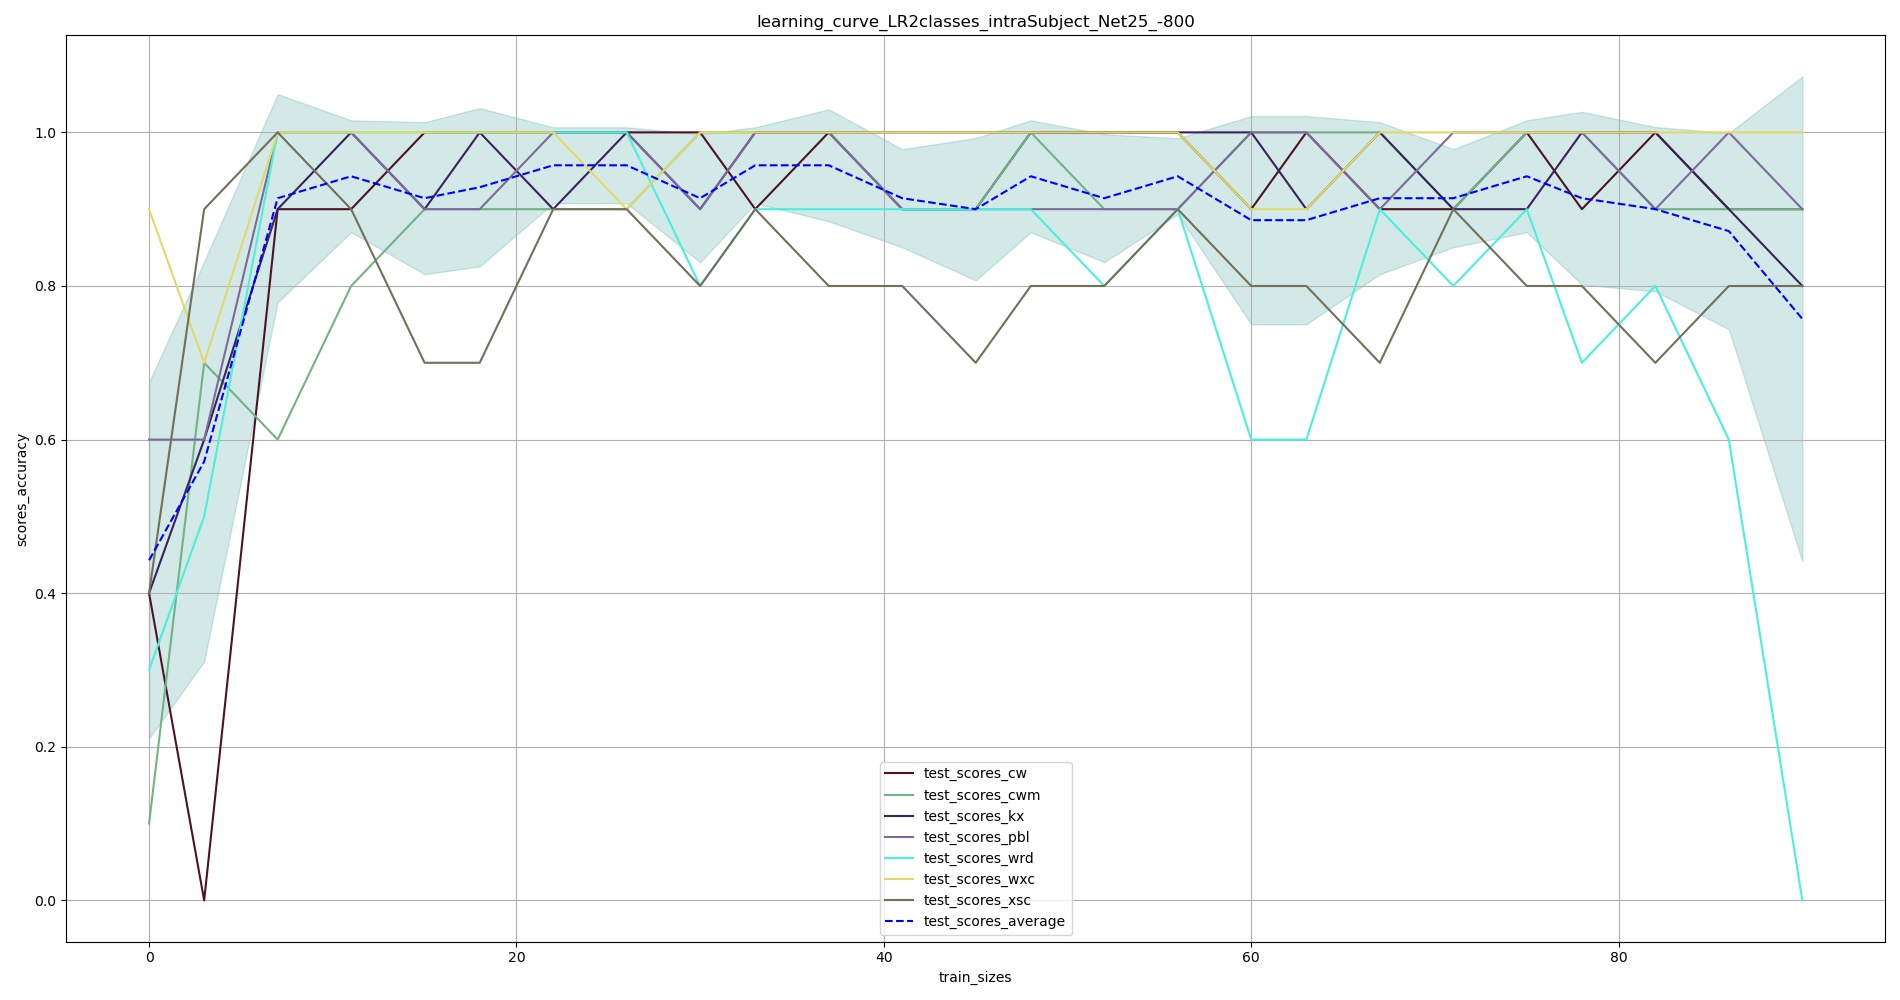 learning_curve_LR2classes_intraSubject_Net25_-800
scores_accuracy
1.0
0.8
0.6
0.4
0.2
0.0
test_scores_cw
test_scores_cwm
test_scores_kx
test_scores_pbl
test_scores_wrd
test_scores_wxc
test_scores_xsc
test_scores_average
0
20
40
60
80
train_sizes